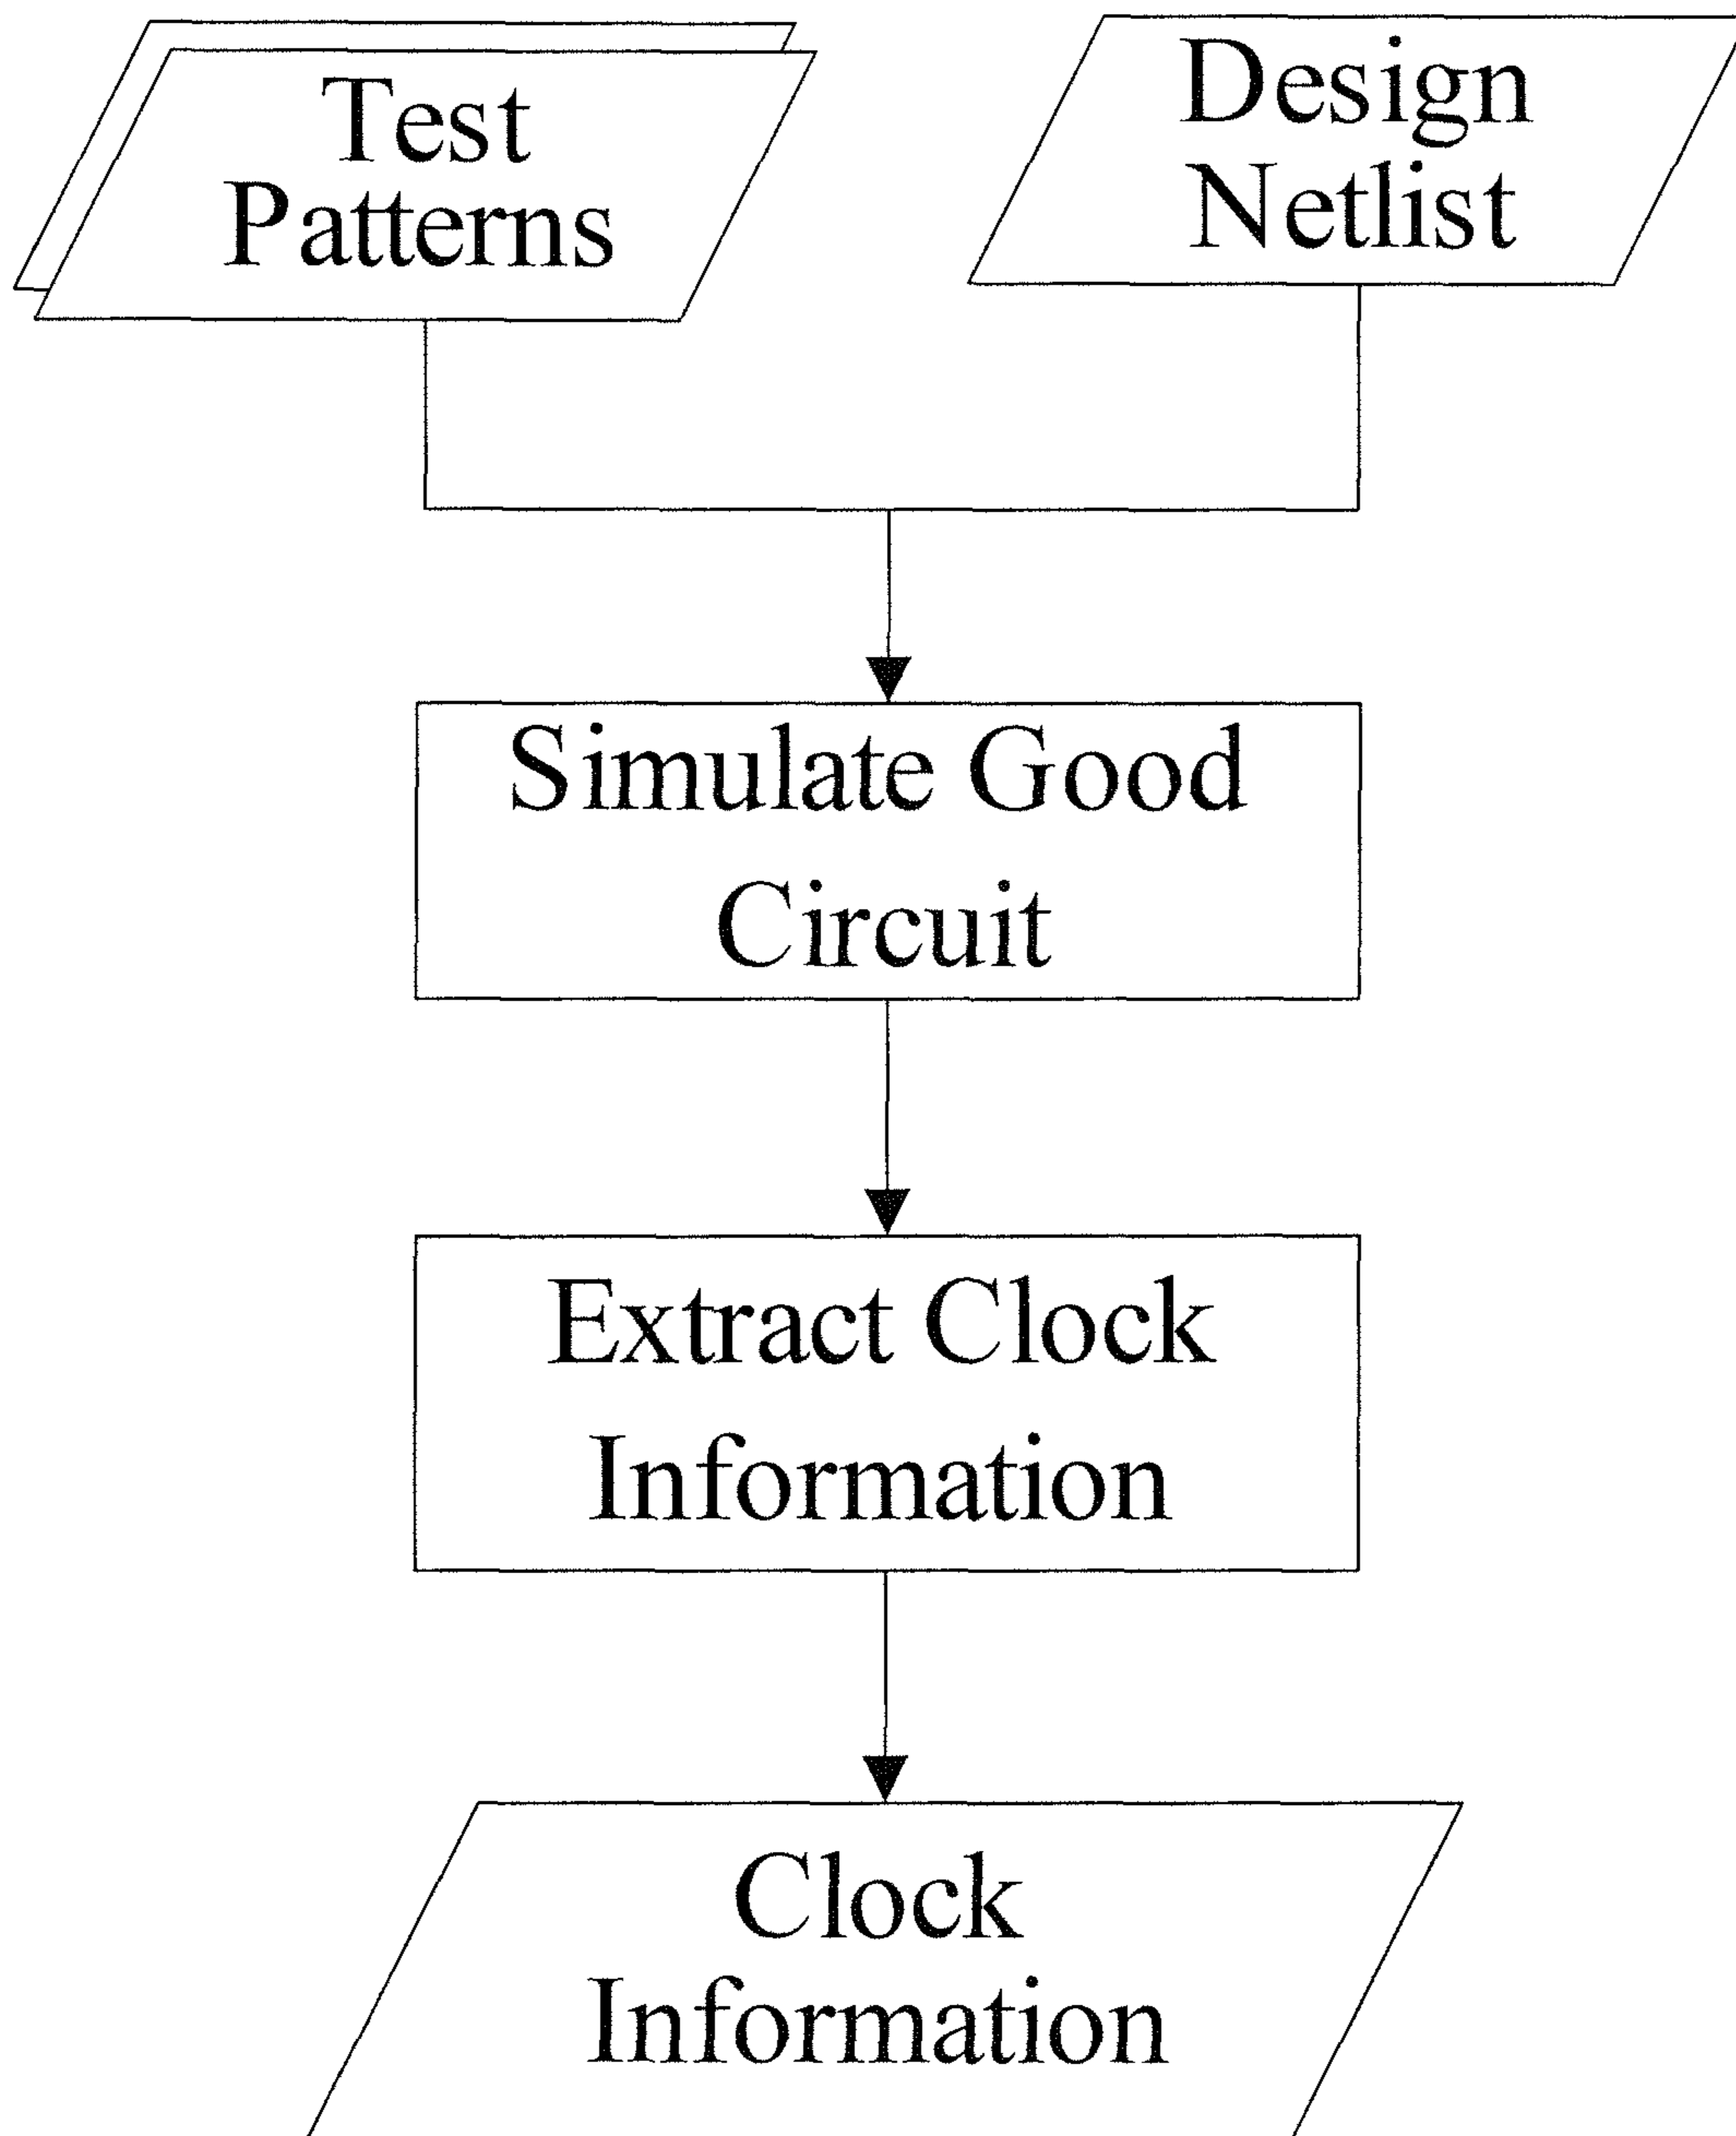 Test
Patterns
Design
Netlist
Simulate Good
Circuit
Extract Clock
Information
Clock
Information